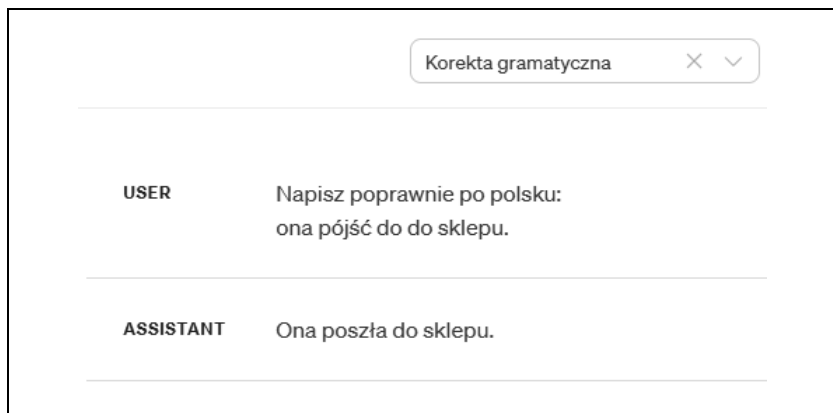 Korekta gramatyczna
USER
Napisz poprawnie po polsku:
ona pójść do do sklepu.
ASSISTANT
Ona poszła do sklepu.